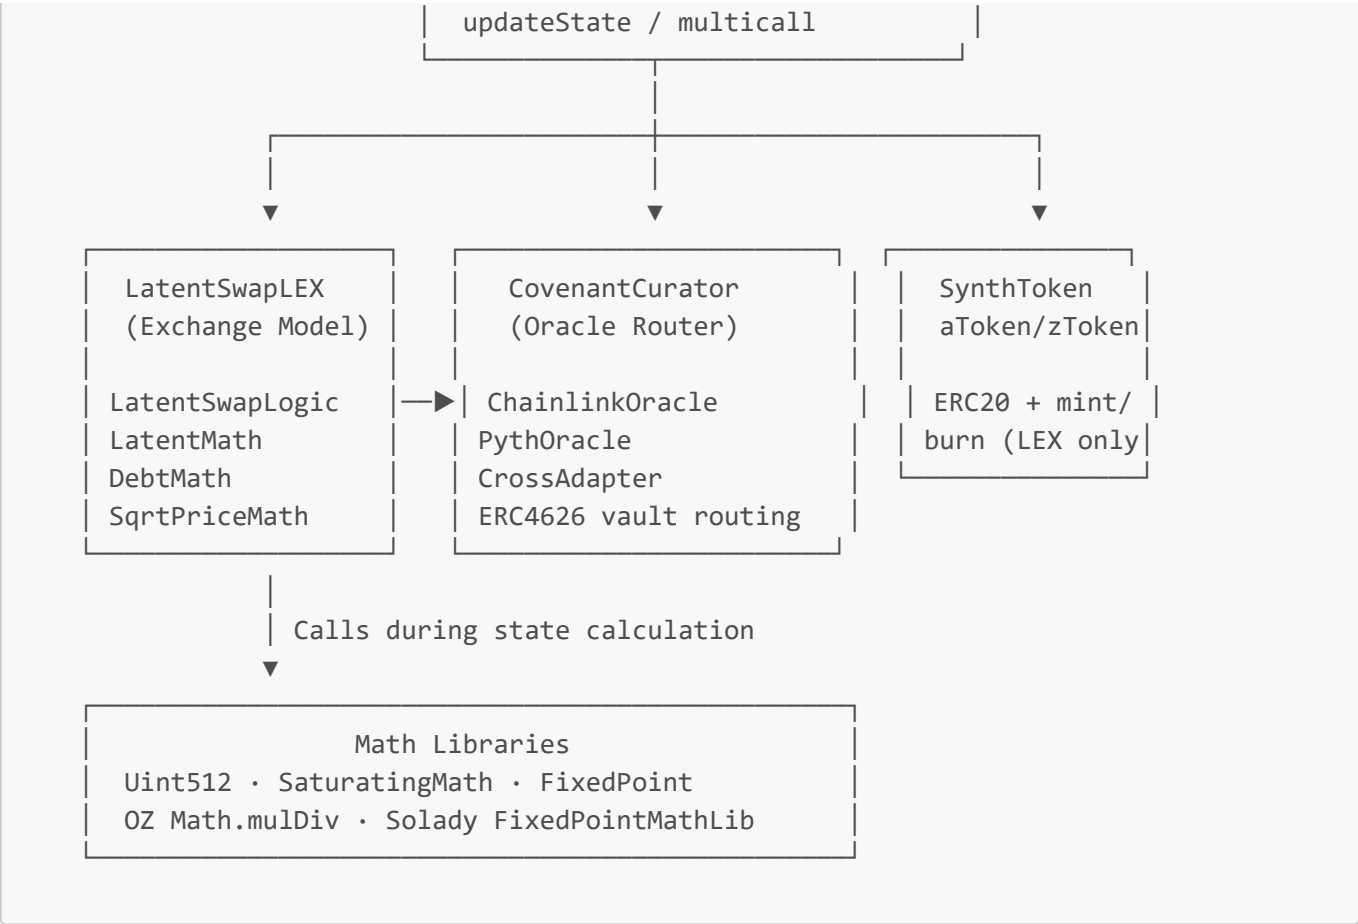 updateState / multicall
LatentSwapLEX
(Exchange Model)
LatentSwapLogic
LatentMath
DebtMath
SqrtPriceMath
CovenantCurator
(Oracle Router)
ChainlinkOracle
PythOracle
CrossAdapter
ERC4626 vault routing
SynthToken
aToken/zToken
ERC20 + mint/
burn (LEX only
Calls during state calculation
Math Libraries
Uint512 · SaturatingMath · FixedPoint
OZ Math.mulDiv · Solady FixedPointMathLib